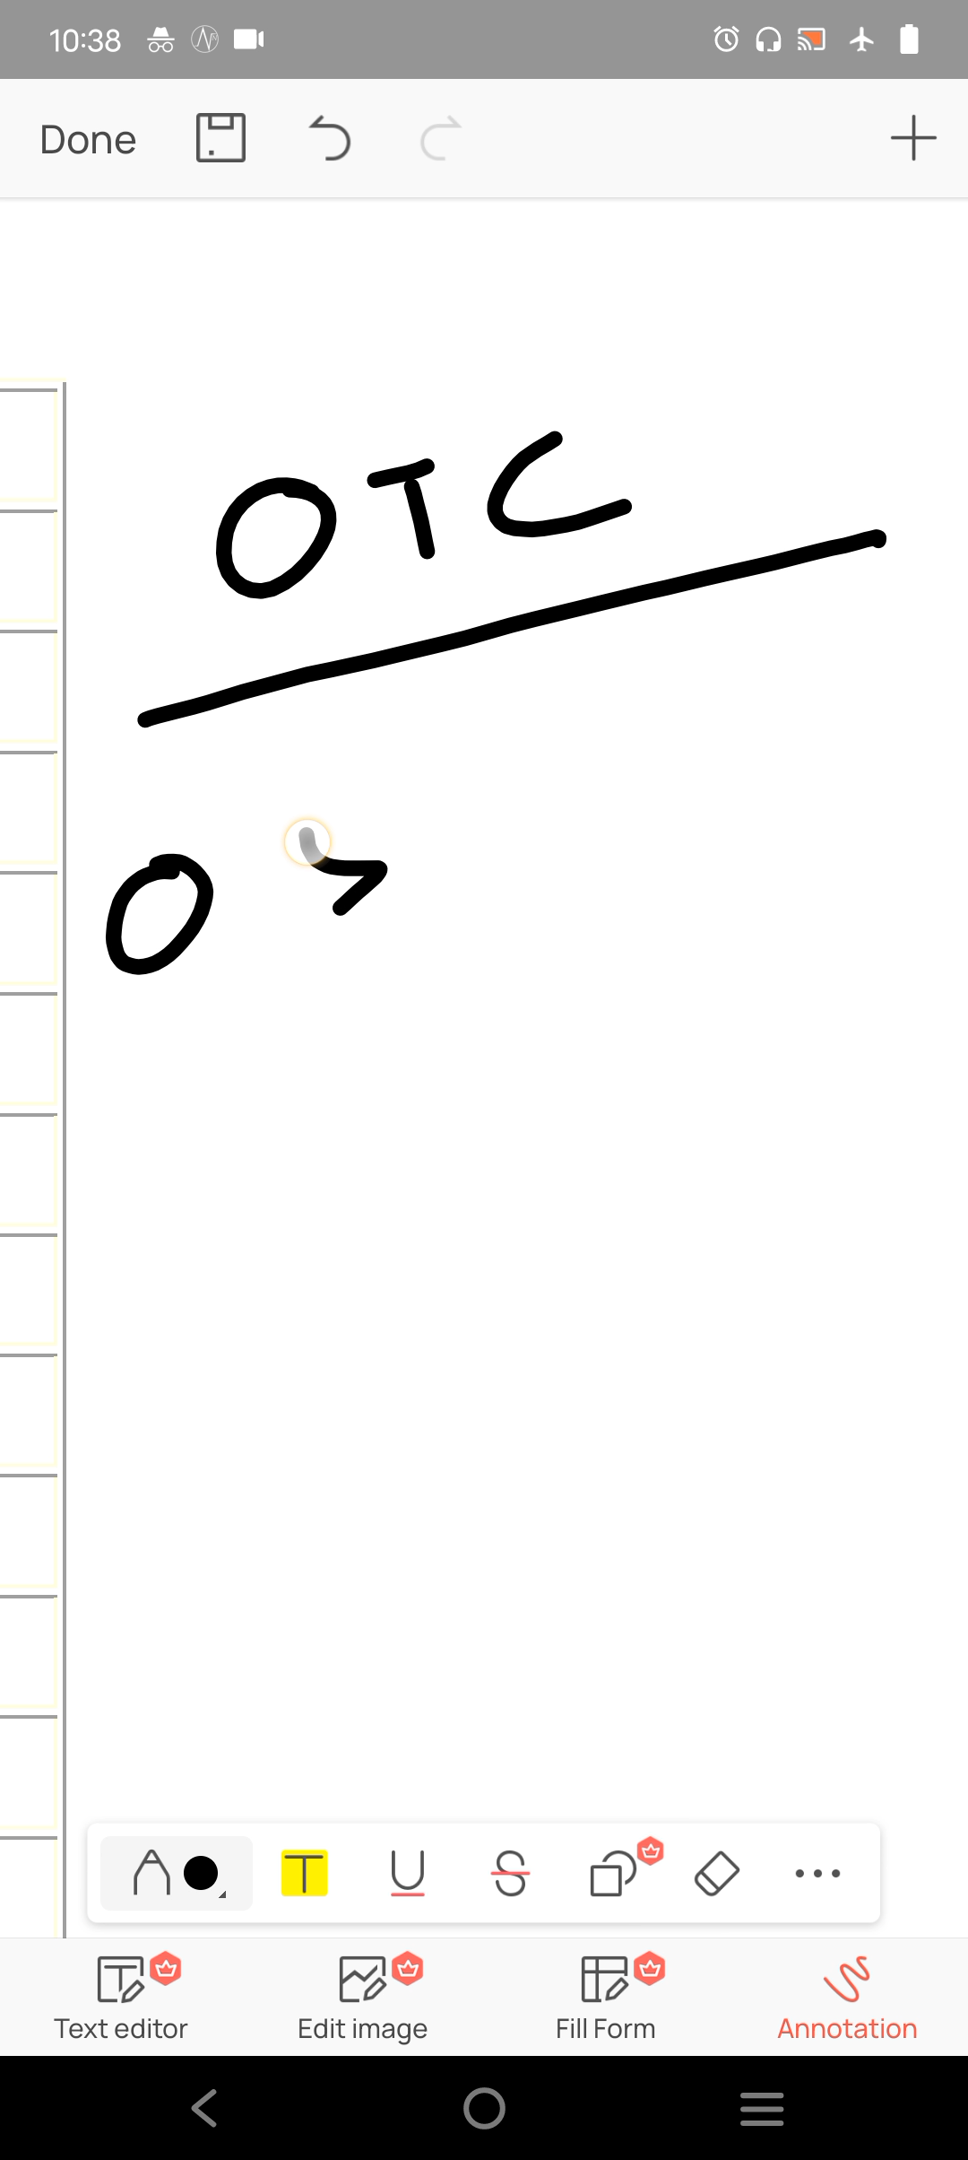 10:38
Done
OTC
O
T U S
Text editor Edit image Fill Form Annotation